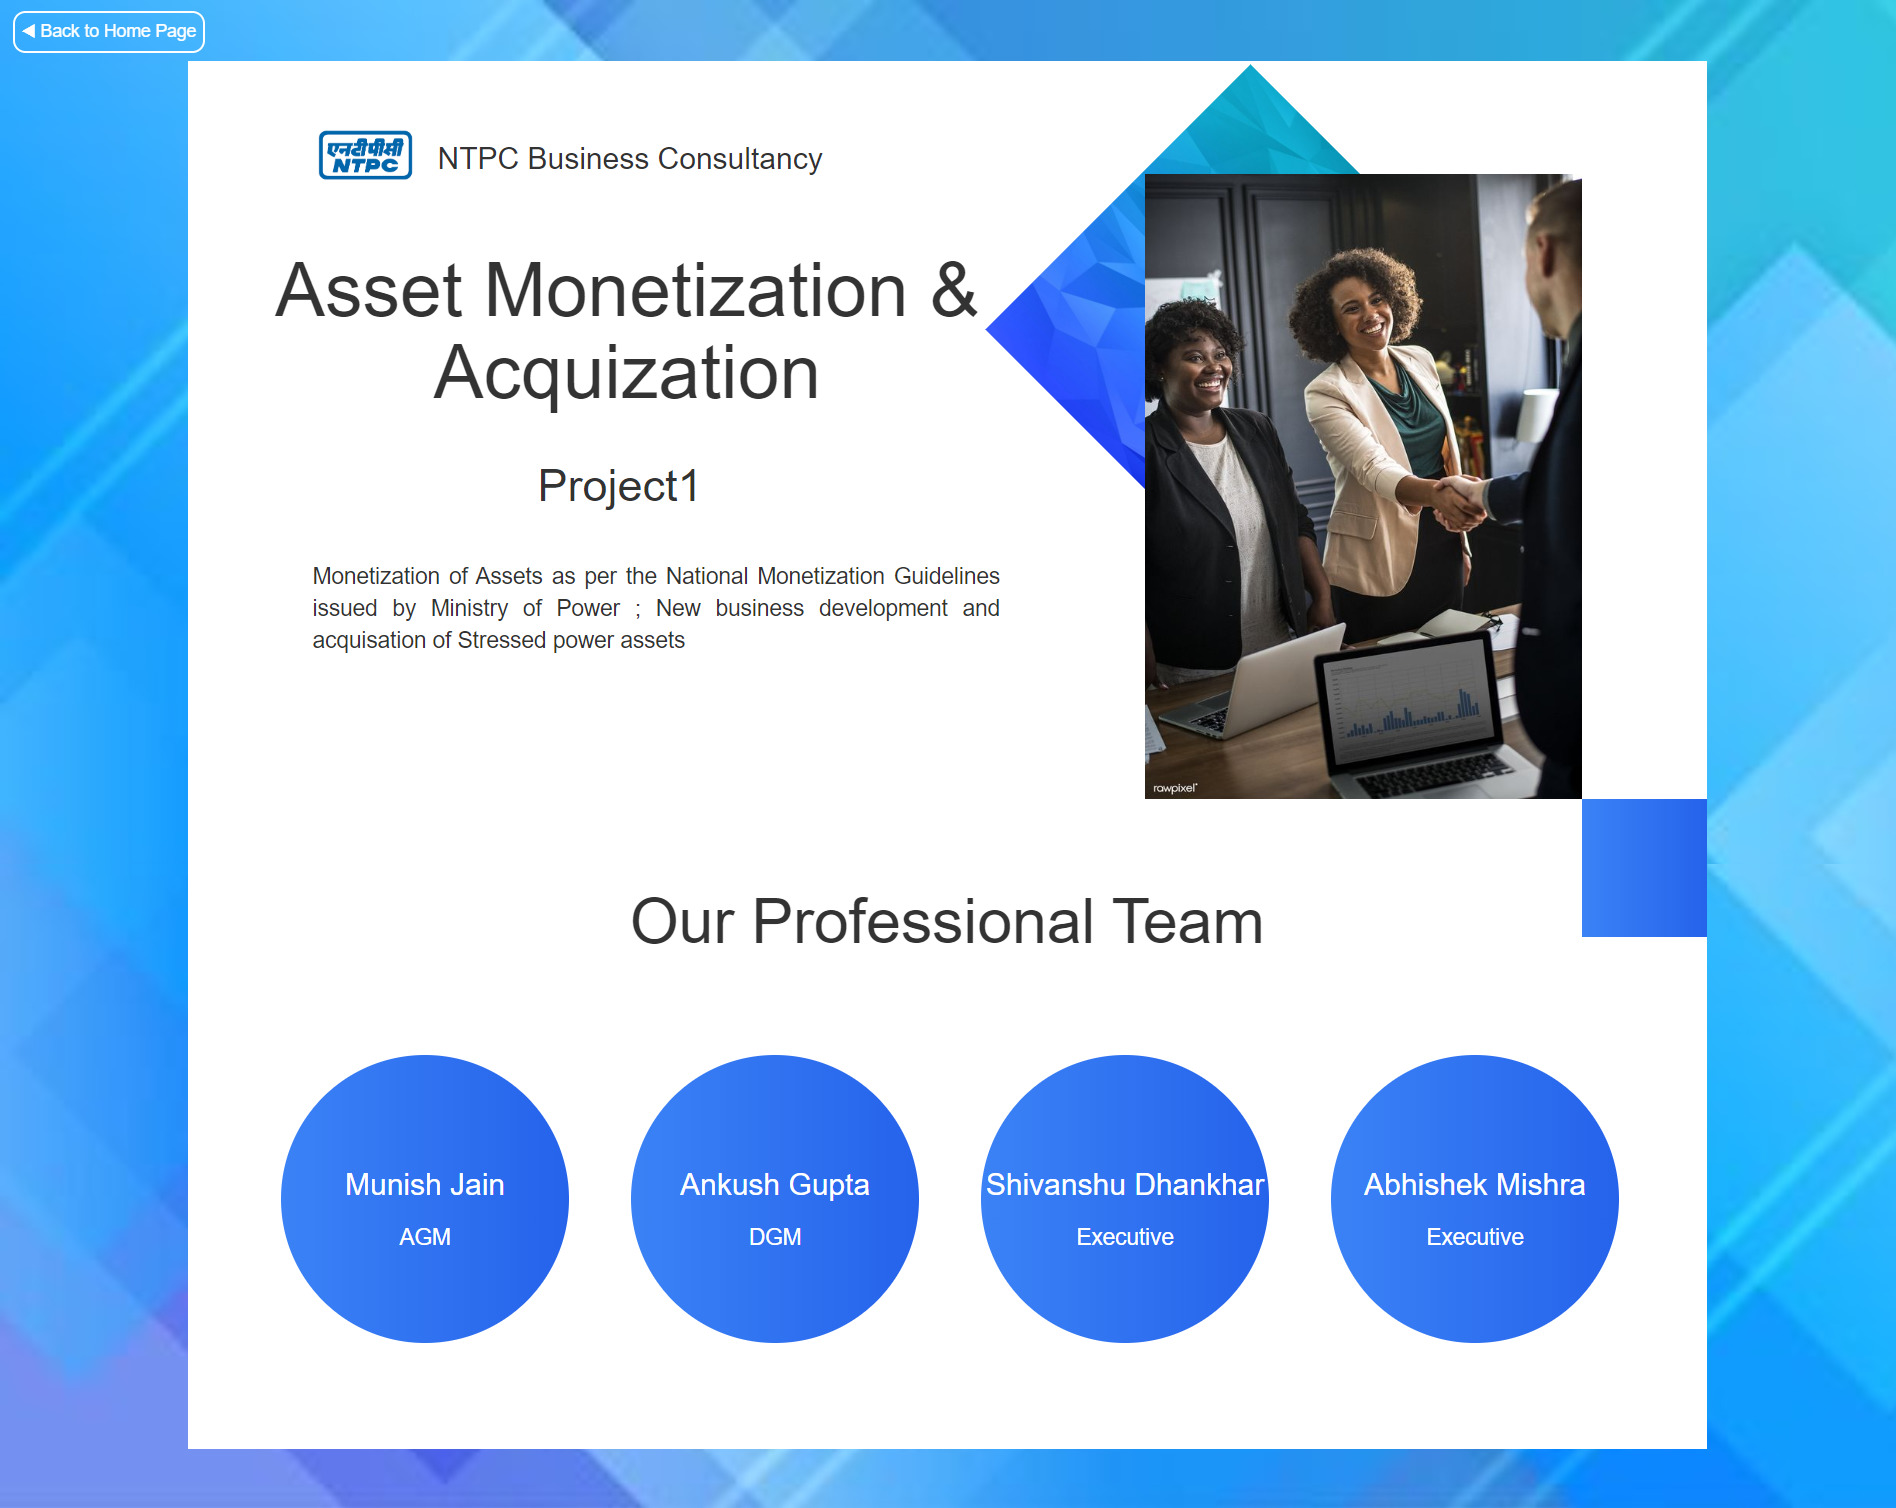 ◀ Back to Home Page
एनटीपीसी
NTPC
NTPC Business Consultancy
Asset Monetization &
Acquization
Project1
Monetization of Assets as per the National Monetization Guidelines
issued by Ministry of Power ; New business development and
acquisation of Stressed power assets
rawpixel
Our Professional Team
Munish Jain
AGM
Ankush Gupta
DGM
Shivanshu Dhankhar
Executive
Abhishek Mishra
Executive